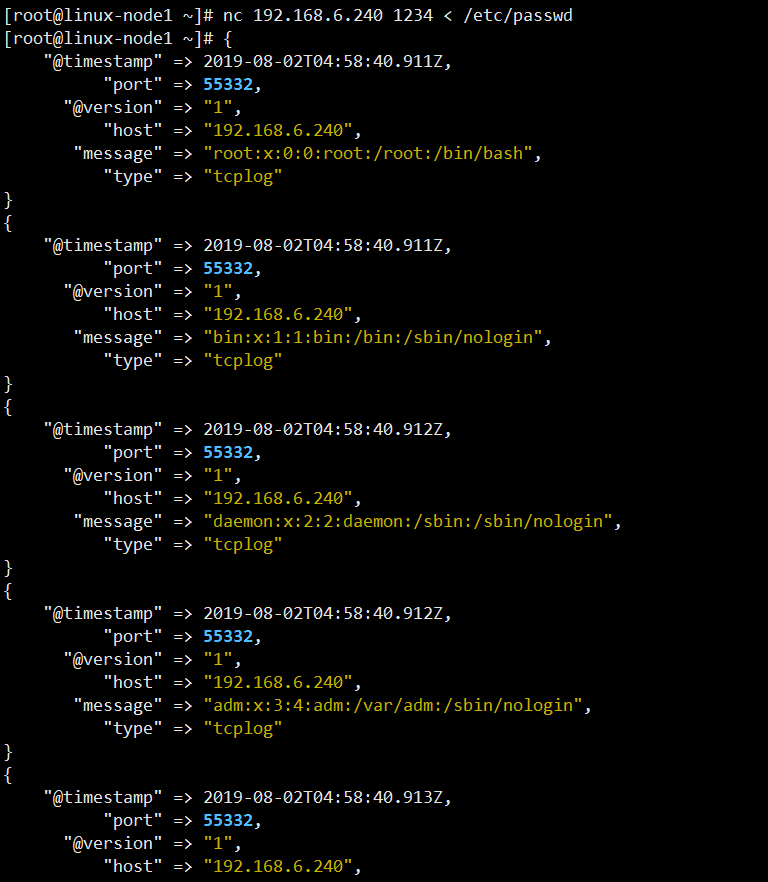 [root@linux-node1 ~]# nc 192.168.6.240 1234 < /etc/passwd
[root@linux-node1 ~]# {
    "@timestamp" => 2019-08-02T04:58:40.911Z,
          "port" => 55332,
      "@version" => "1",
          "host" => "192.168.6.240",
       "message" => "root:x:0:0:root:/root:/bin/bash",
          "type" => "tcplog"
}
{
    "@timestamp" => 2019-08-02T04:58:40.911Z,
          "port" => 55332,
      "@version" => "1",
          "host" => "192.168.6.240",
       "message" => "bin:x:1:1:bin:/bin:/sbin/nologin",
          "type" => "tcplog"
}
{
    "@timestamp" => 2019-08-02T04:58:40.912Z,
          "port" => 55332,
      "@version" => "1",
          "host" => "192.168.6.240",
       "message" => "daemon:x:2:2:daemon:/sbin:/sbin/nologin",
          "type" => "tcplog"
}
{
    "@timestamp" => 2019-08-02T04:58:40.912Z,
          "port" => 55332,
      "@version" => "1",
          "host" => "192.168.6.240",
       "message" => "adm:x:3:4:adm:/var/adm:/sbin/nologin",
          "type" => "tcplog"
}
{
    "@timestamp" => 2019-08-02T04:58:40.913Z,
          "port" => 55332,
      "@version" => "1",
          "host" => "192.168.6.240",